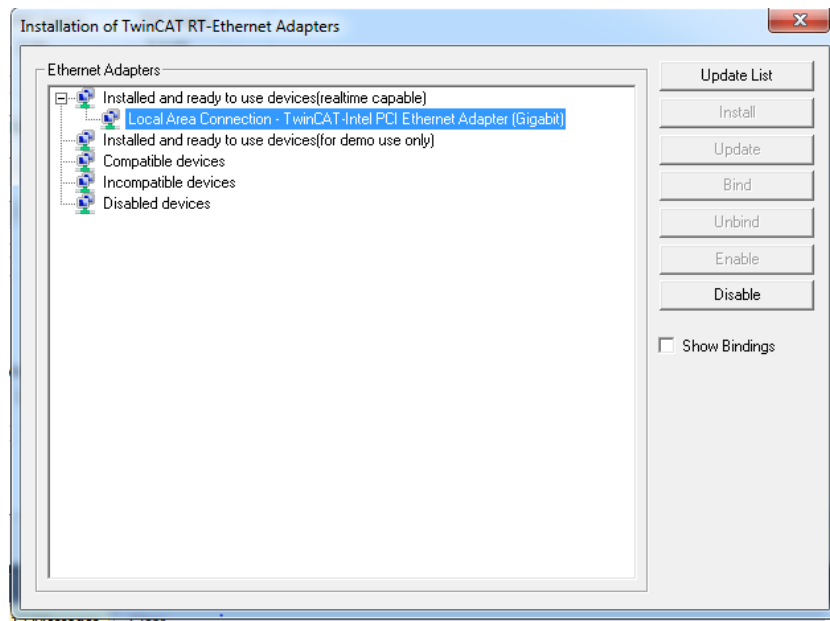 Installation of TwinCAT RT-Ethernet Adapters
Ethernet Adapters
Installed and ready to use devices(realtime capable)
Local Area Connection - TwinCAT-Intel PCI Ethernet Adapter (Gigabit)
Installed and ready to use devices(for demo use only)
Compatible devices
Incompatible devices
Disabled devices
Update List
Install
Update
Bind
Unbind
Enable
Disable
Show Bindings